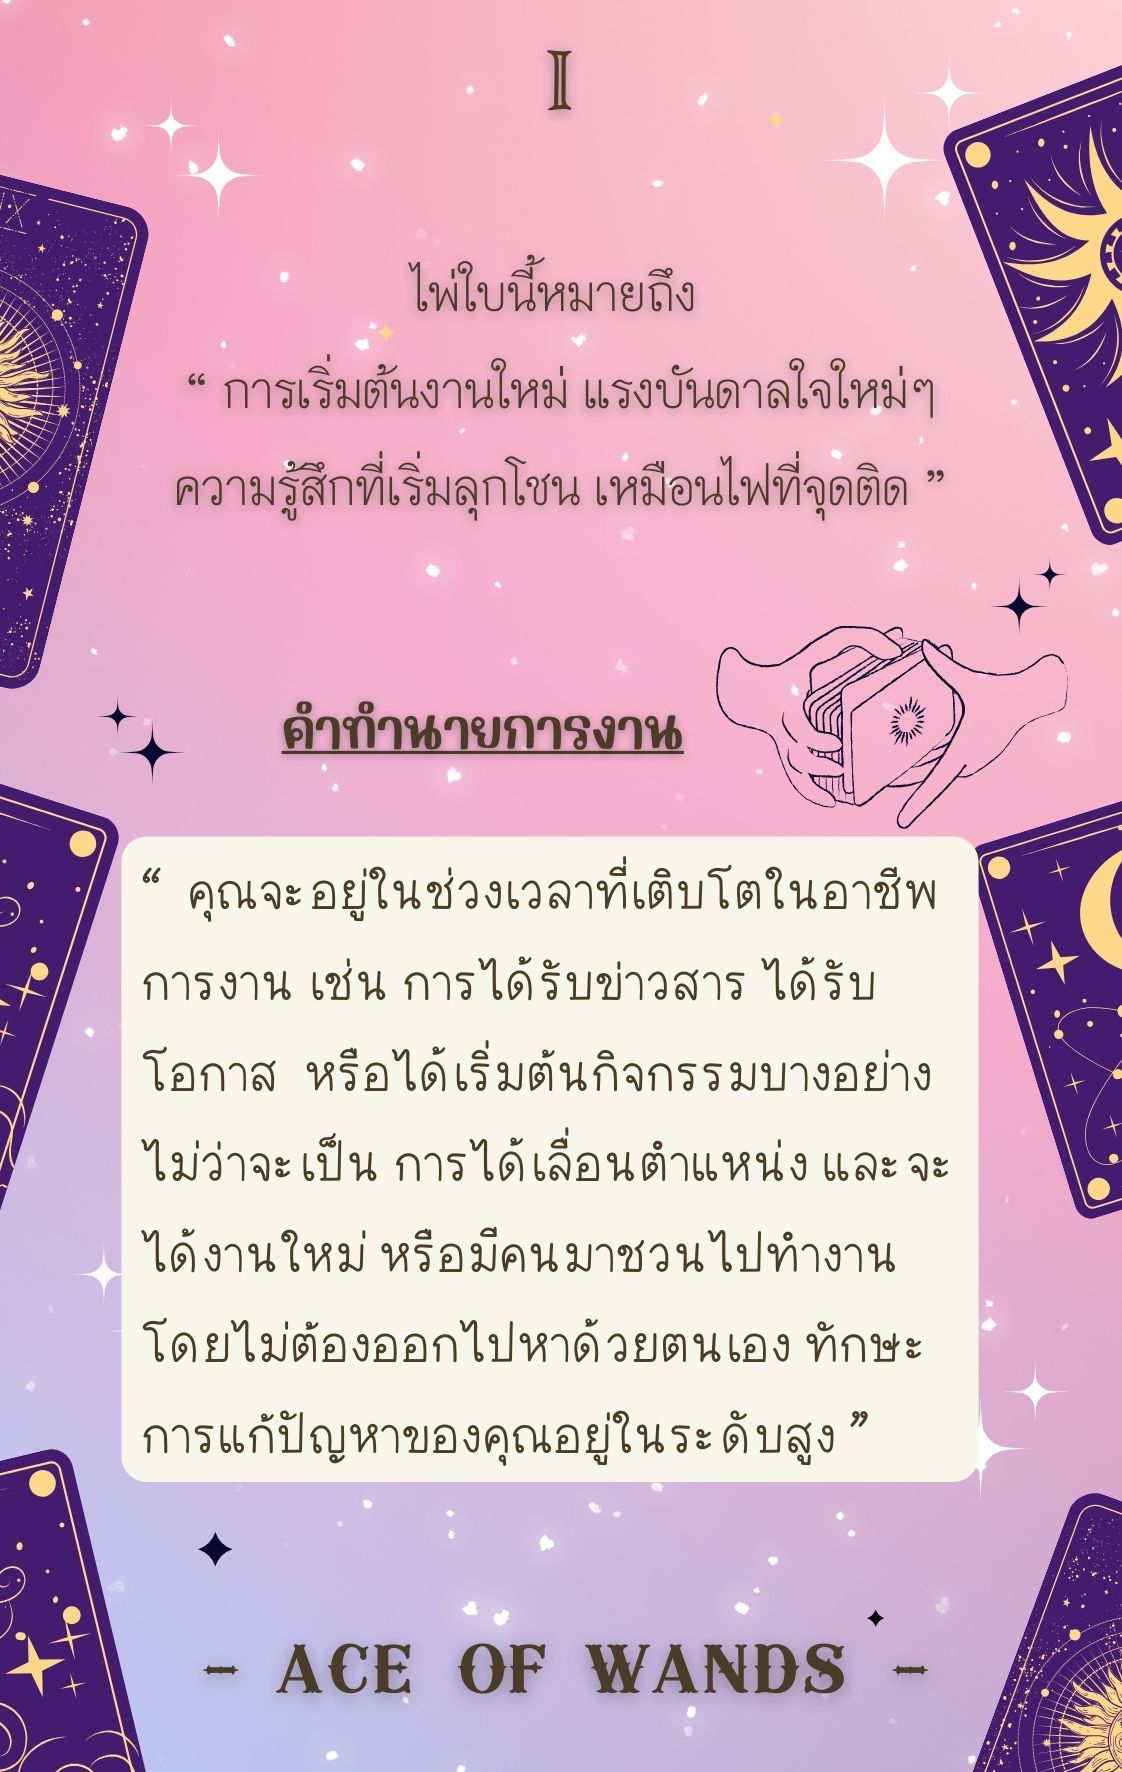 I
ไพ่ใบนี้หมายถึง
“ การเริ่มต้นงานใหม่ แรงบันดาลใจใหม่ๆ
ความรู้สึกที่เริ่มลุกโชน เหมือนไฟที่จุดติด ”
คำทำนายการงาน
“ คุณจะอยู่ในช่วงเวลาที่เติบโตในอาชีพ
การงาน เช่น การได้รับข่าวสาร ได้รับ
โอกาส หรือได้เริ่มต้นกิจกรรมบางอย่าง
ไม่ว่าจะเป็น การได้เลื่อนตำแหน่ง และจะ
ได้งานใหม่ หรือมีคนมาชวนไปทำงาน
โดยไม่ต้องออกไปหาด้วยตนเอง ทักษะ
การแก้ปัญหาของคุณอยู่ในระดับสูง ”
- ACE OF WANDS -